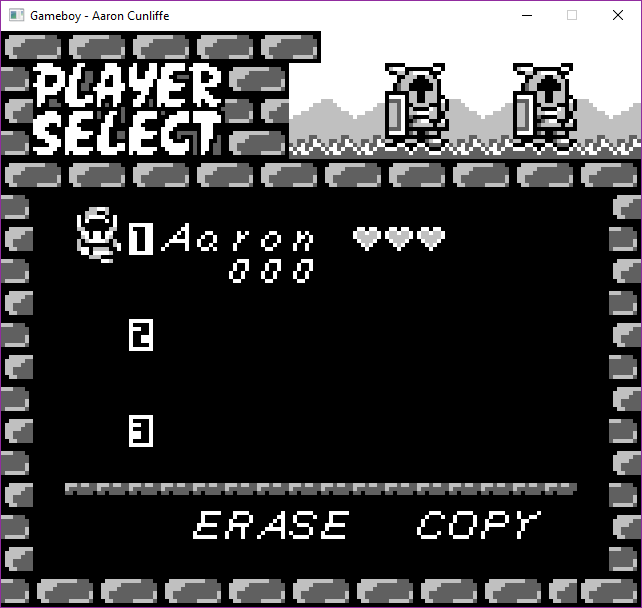 Gameboy - Aaron Cunliffe
PLAYER
SELECT
1 Aaron
000
2
3
ERASE COPY